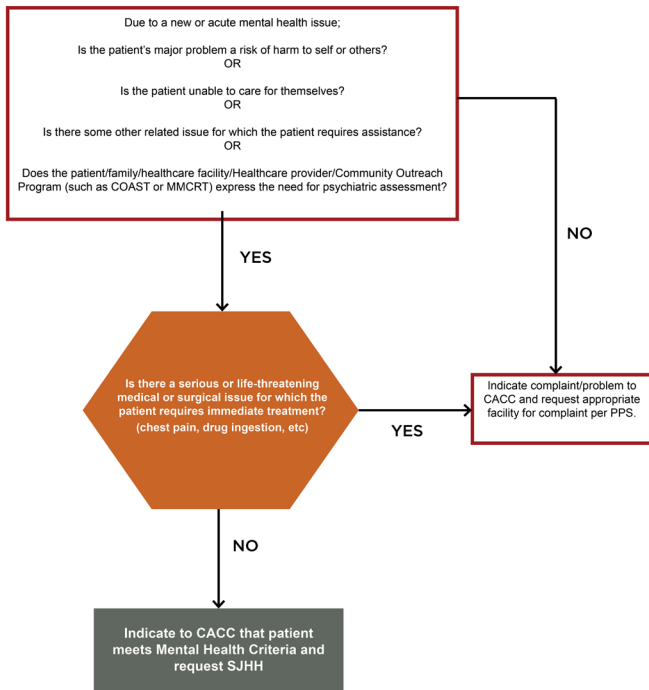 Due to a new or acute mental health issue;
Is the patient's major problem a risk of harm to self or others?
OR
Is the patient unable to care for themselves?
OR
Is there some other related issue for which the patient requires assistance?
OR
Does the patient/family/healthcare facility/Healthcare provider/Community Outreach
Program (such as COAST or MMCRT) express the need for psychiatric assessment?
NO
YES
Is there a serious or life-threatening
medical or surgical issue for which the
patient requires immediate treatment?
(chest pain, drug ingestion, etc)
YES
Indicate complaint/problem to
CACC and request appropriate
facility for complaint per PPS.
NO
Indicate to CACC that patient
meets Mental Health Criteria and
request SJHH